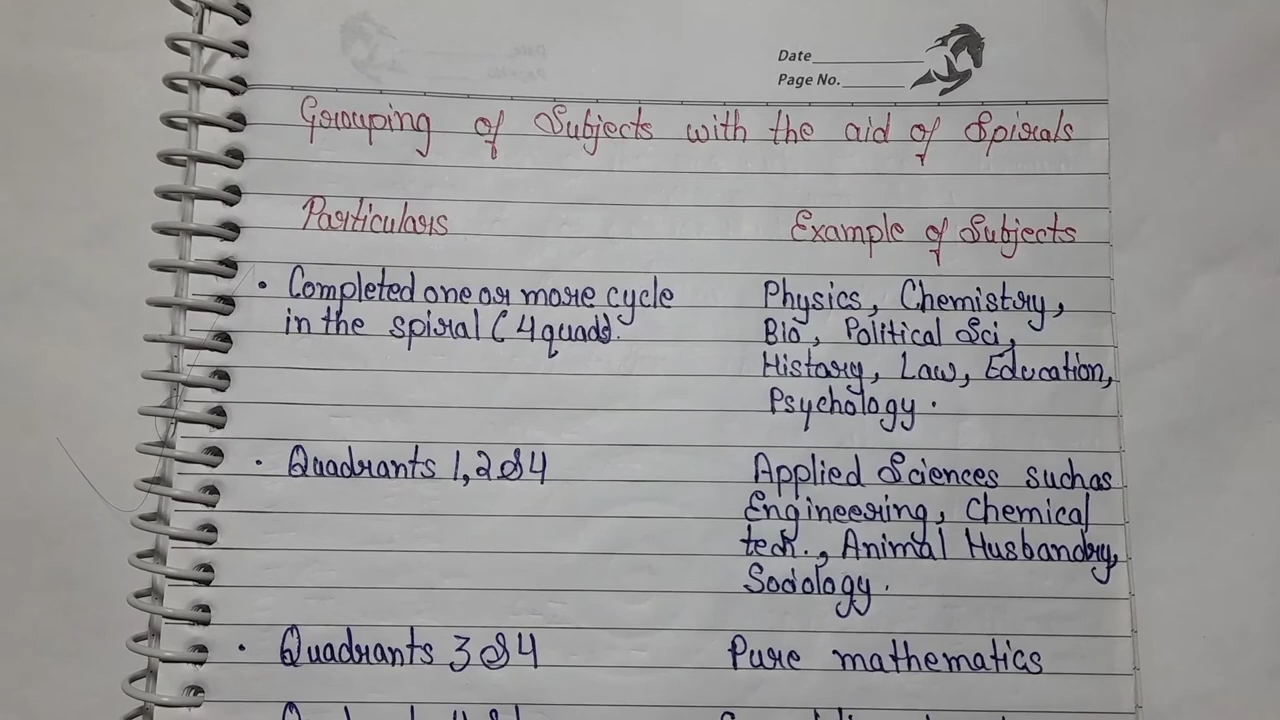 Date
Page No.
Grouping of Subjects with the aid of Spirals
Particulars Example of Subjects
• Completed one or more cycle Physics, Chemistry,
in the spiral (4 quads). Bio, Political Sci,
History, Law, Education,
Psychology.
• Quadrants 1, 2 & 4 Applied Sciences such as
Engineering, Chemical
tech., Animal Husbandry,
Sociology.
• Quadrants 3 & 4 Pure mathematics